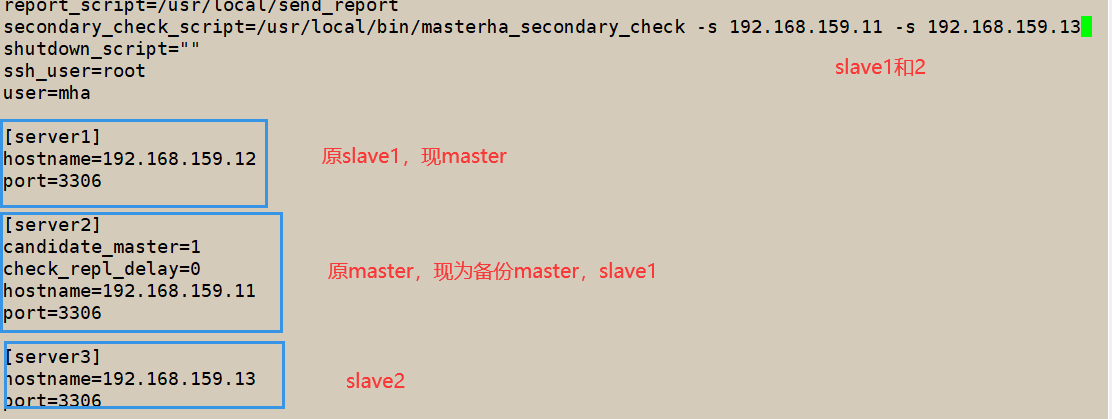 report_script=/usr/local/send_report
secondary_check_script=/usr/local/bin/masterha_secondary_check -s 192.168.159.11 -s 192.168.159.13
shutdown_script=""
ssh_user=root
slave1和2
user=mha
[server1]
hostname=192.168.159.12
原slave1，现master
port=3306
[server2]
candidate_master=1
check_repl_delay=0
原master，现为备份master，slave1
hostname=192.168.159.11
port=3306
[server3]
hostname=192.168.159.13
slave2
port=3306